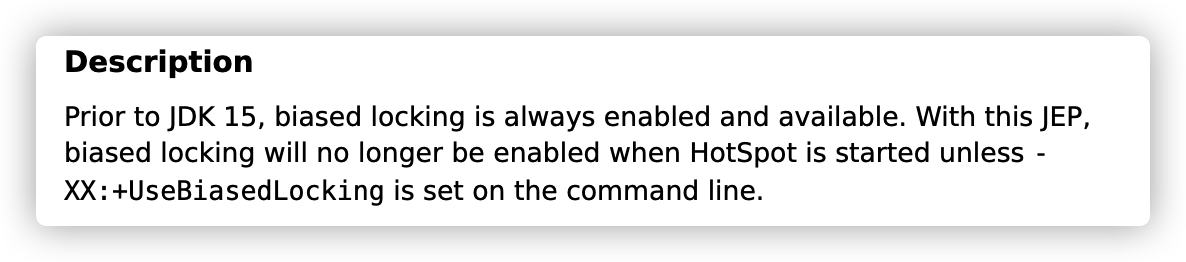 Description
Prior to JDK 15, biased locking is always enabled and available. With this JEP,
biased locking will no longer be enabled when HotSpot is started unless -
XX:+UseBiasedLocking is set on the command line.